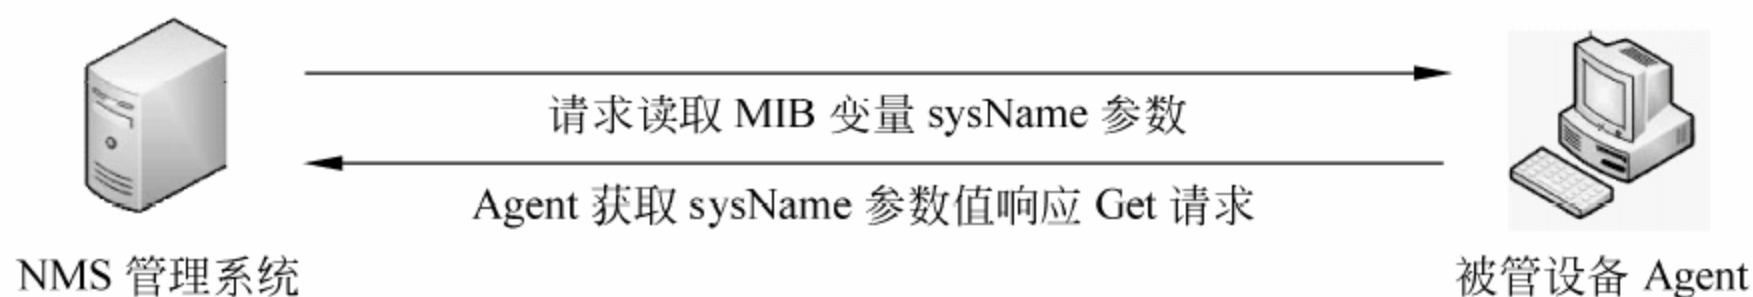 请求读取 MIB 变量 sysName 参数
Agent 获取 sysName 参数值响应 Get 请求
NMS 管理系统
被管设备 Agent